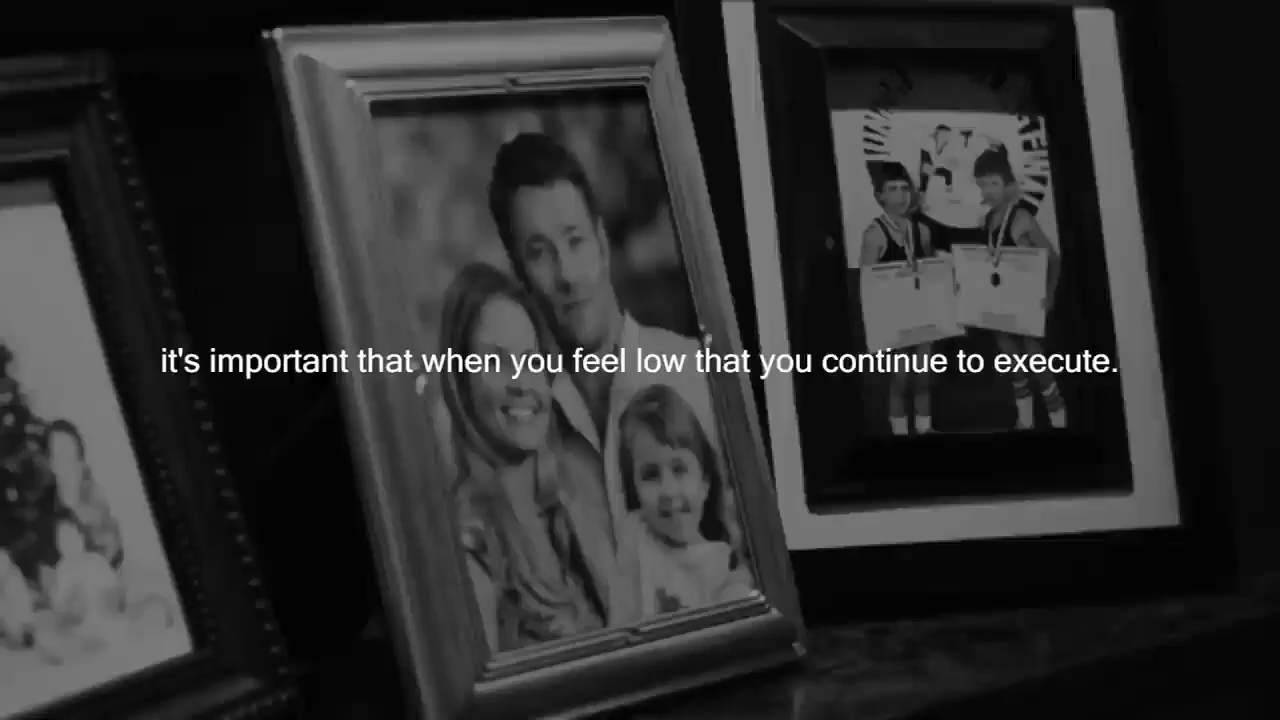 it's important that when you feel low that you continue to execute.